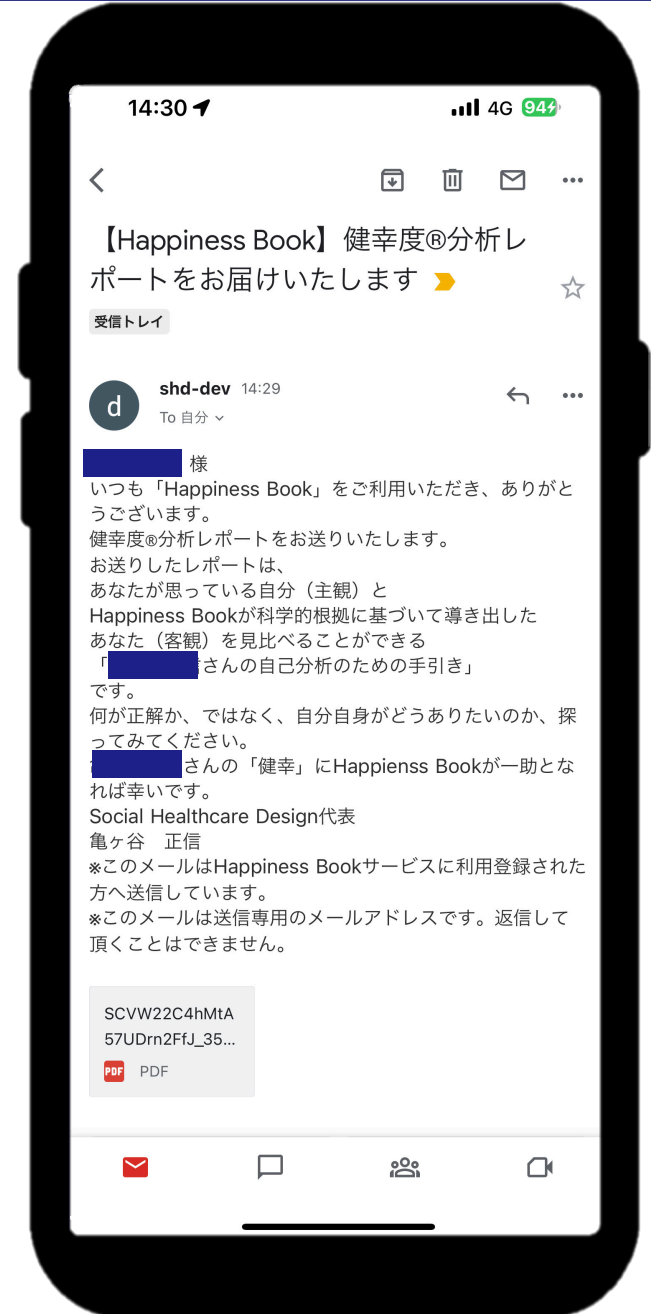 14:30
4G 94
【Happiness Book】健幸度®分析レ
ポートをお届けいたします
受信トレイ
d
shd-dev 14:29
To 自分
様
いつも「Happiness Book」をご利用いただき、ありがと
うございます。
健幸度®分析レポートをお送りいたします。
お送りしたレポートは、
あなたが思っている自分（主観）と
Happiness Bookが科学的根拠に基づいて導き出した
あなた（客観）を見比べることができる
「さんの自己分析のための手引き」
です。
何が正解か、ではなく、自分自身がどうありたいのか、探
ってみてください。
さんの「健幸」にHappienss Bookが一助とな
れば幸いです。
Social Healthcare Design代表
亀ヶ谷　正信
※このメールはHappiness Bookサービスに利用登録された
方へ送信しています。
※このメールは送信専用のメールアドレスです。返信して
頂くことはできません。
SCVW22C4hMtA
57UDrn2FfJ_35...
PDF PDF